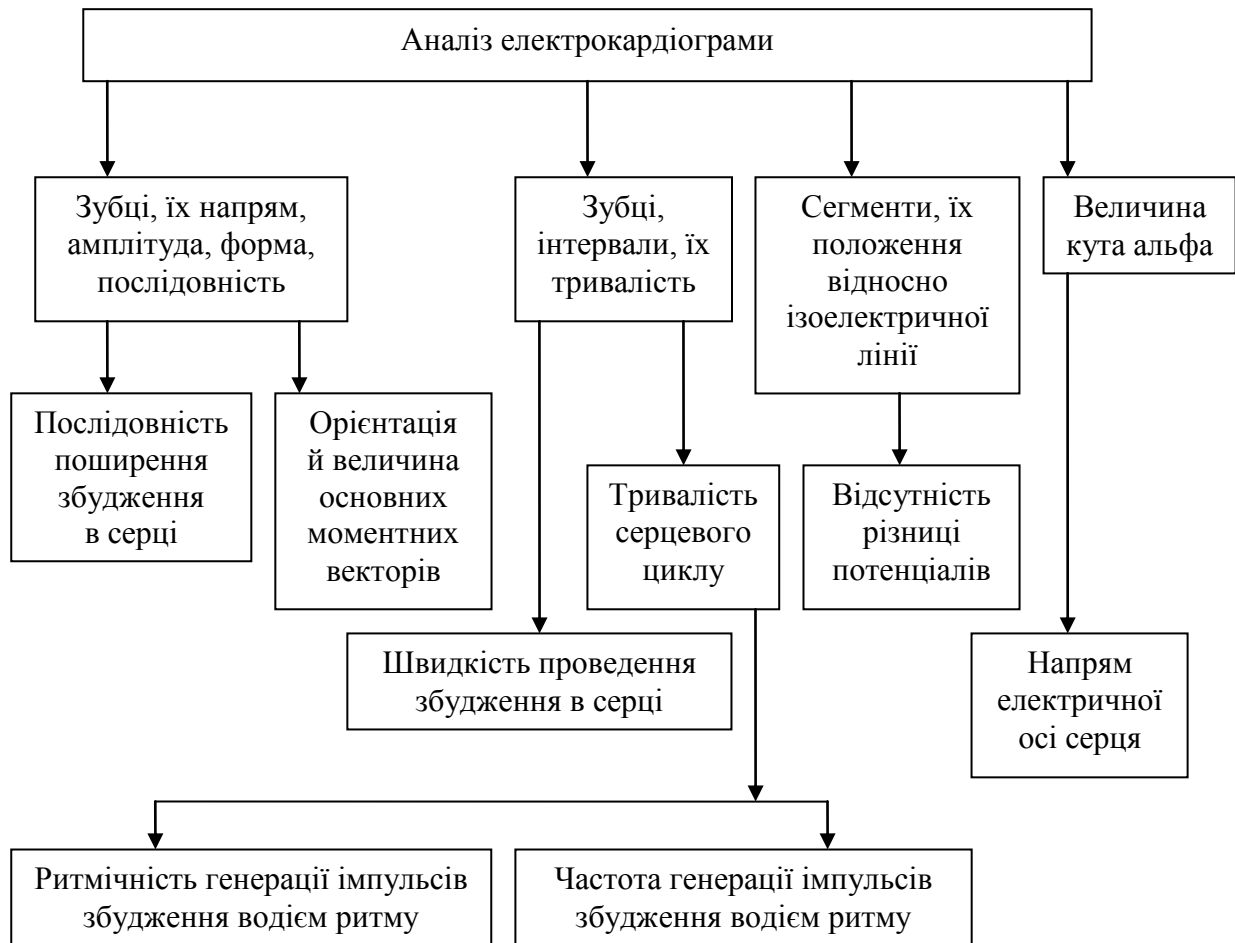 Аналіз електрокардіограми
Зубці, їх напрям,
амплітуда, форма,
послідовність
Зубці,
інтервали, їх
тривалість
Сегменти, їх
положення
відносно
ізоелектричної
лінії
Величина
кута альфа
Послідовність
поширення
збудження
в серці
Орієнтація
й величина
основних
моментних
векторів
Тривалість
серцевого
циклу
Відсутність
різниці
потенціалів
Швидкість проведення
збудження в серці
Напрям
електричної
осі серця
Ритмічність генерації імпульсів
збудження водієм ритму
Частота генерації імпульсів
збудження водієм ритму